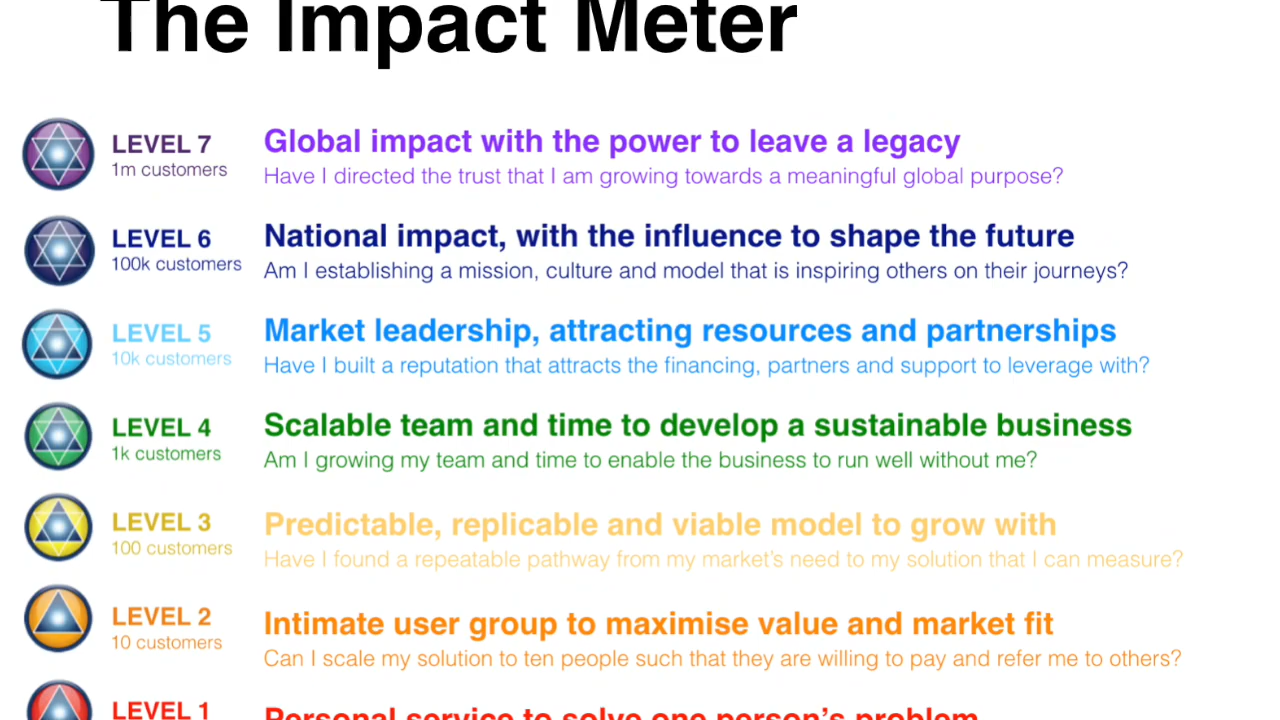 The Impact Meter
LEVEL 7
1m customers
Global impact with the power to leave a legacy
Have I directed the trust that I am growing towards a meaningful global purpose?
LEVEL 6
100k customers
National impact, with the influence to shape the future
Am I establishing a mission, culture and model that is inspiring others on their journeys?
LEVEL 5
10k customers
Market leadership, attracting resources and partnerships
Have I built a reputation that attracts the financing, partners and support to leverage with?
LEVEL 4
1k customers
Scalable team and time to develop a sustainable business
Am I growing my team and time to enable the business to run well without me?
LEVEL 3
100 customers
Predictable, replicable and viable model to grow with
Have I found a repeatable pathway from my market's need to my solution that I can measure?
LEVEL 2
10 customers
Intimate user group to maximise value and market fit
Can I scale my solution to ten people such that they are willing to pay and refer me to others?
LEVEL 1
Personal service to solve one person's problem